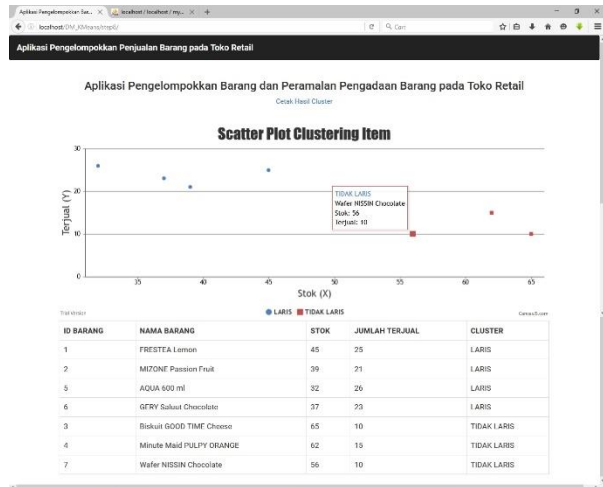 Aplikasi Pengelompokkan Bar...
localhost / localhost / my...
localhost/DM_KMeans/step8/
Cari
Aplikasi Pengelompokkan Penjualan Barang pada Toko Retail
Aplikasi Pengelompokkan Barang dan Peramalan Pengadaan Barang pada Toko Retail
Cetak Hasil Cluster
Scatter Plot Clustering Item
30
20
10
0
Terjual (Y)
TIDAK LARIS
Wafer NISSIN Chocolate
Stok: 56
Terjual: 10
35 40 45 50 55 60 65
Stok (X)
Trial Version
LARIS TIDAK LARIS
CanvasJS.com
ID BARANG NAMA BARANG STOK JUMLAH TERJUAL CLUSTER
1 FRESTEA Lemon 45 25 LARIS
2 MIZONE Passion Fruit 39 21 LARIS
5 AQUA 600 ml 32 26 LARIS
6 GERY Saluut Chocolate 37 23 LARIS
3 Biskuit GOOD TIME Cheese 65 10 TIDAK LARIS
4 Minute Maid PULPY ORANGE 62 15 TIDAK LARIS
7 Wafer NISSIN Chocolate 56 10 TIDAK LARIS